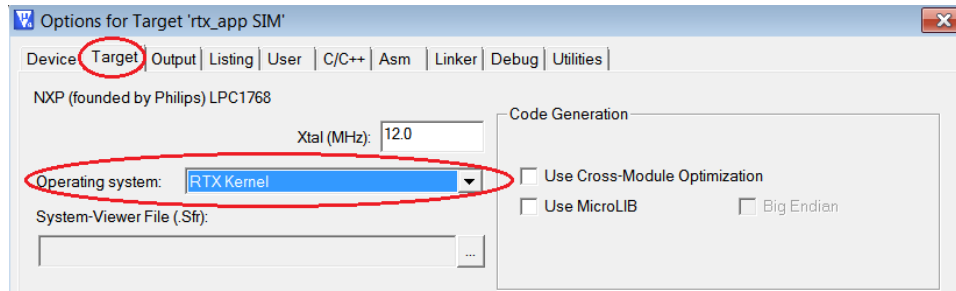 Options for Target 'rtx_app SIM'
Device Target Output Listing User C/C++ Asm Linker Debug Utilities
NXP (founded by Philips) LPC1768
Code Generation
Xtal (MHz): 12.0
Operating system: RTX Kernel
Use Cross-Module Optimization
System-Viewer File (.Sfr):
Use MicroLIB Big Endian
...